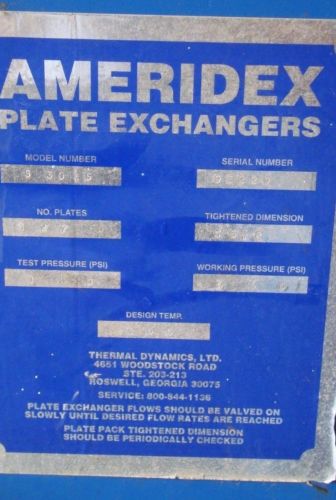 AMERIDEX
PLATE EXCHANGERS
MODEL NUMBER
SERIAL NUMBER
NO. PLATES
TIGHTENED DIMENSION
TEST PRESSURE (PSI)
WORKING PRESSURE (PSI)
DESIGN TEMP.
THERMAL DYNAMICS, LTD.
4651 WOODSTOCK ROAD
STE. 203-213
ROSWELL, GEORGIA 30075
SERVICE: 800-844-1136
PLATE EXCHANGER FLOWS SHOULD BE VALVED ON
SLOWLY UNTIL DESIRED FLOW RATES ARE REACHED
PLATE PACK TIGHTENED DIMENSION
SHOULD BE PERIODICALLY CHECKED